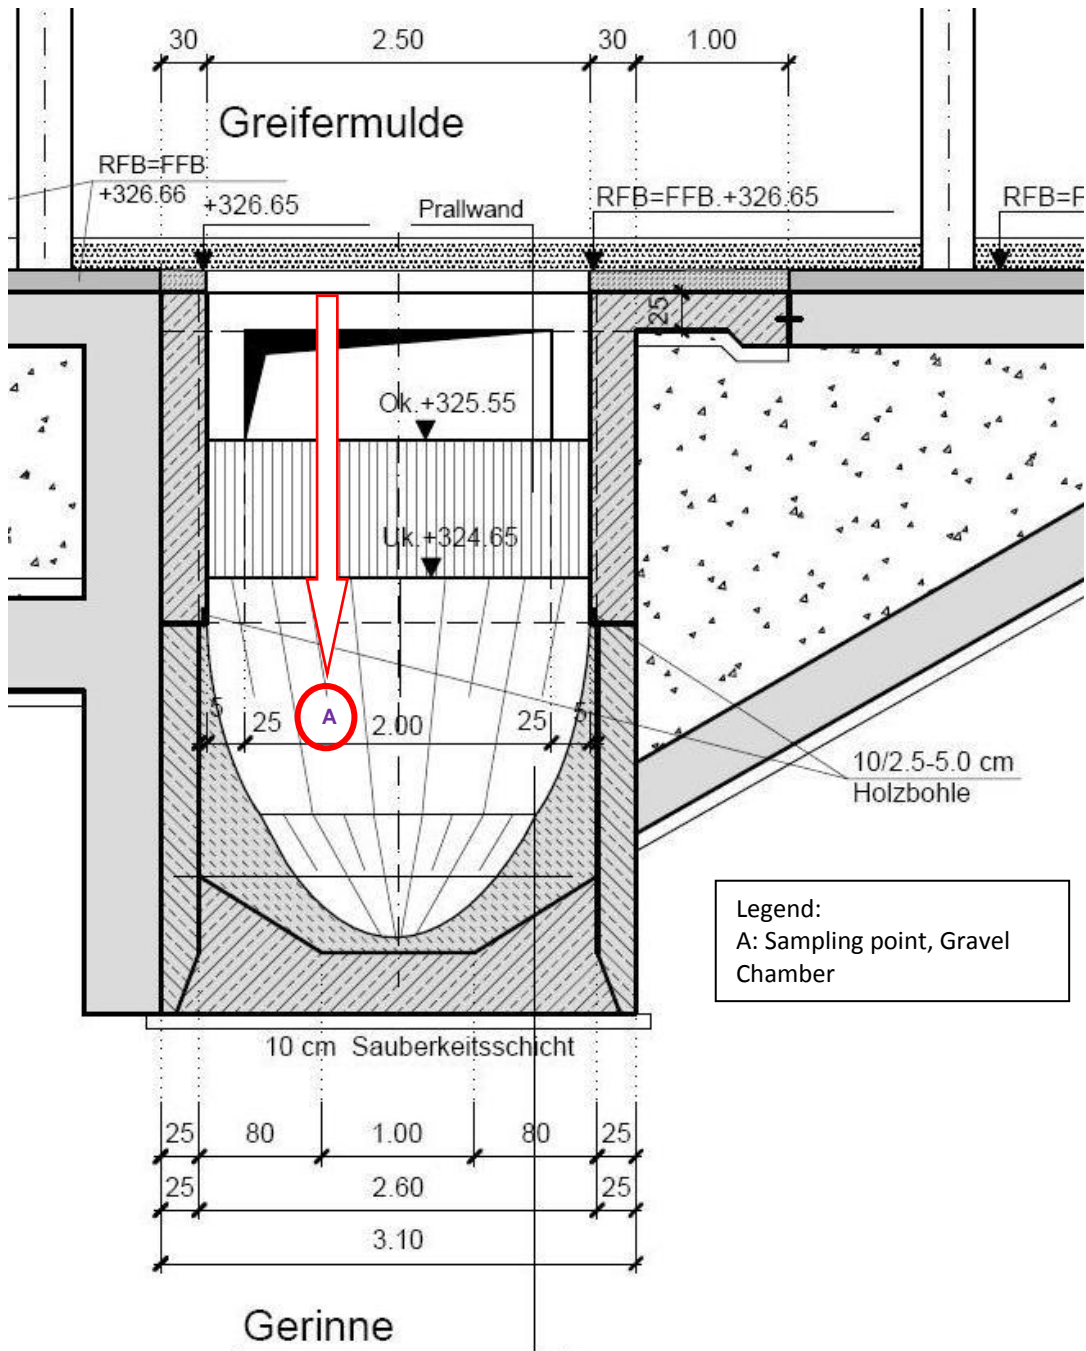 30 2.50 30 1.00
Greifermulde
RFB=FFB
+326.66
+326.65
Prallwand
RFB=FFB.+326.65
RFB=F
25
Ok.+325.55
Uk.+324.65
A
5 25 2.00 25 5
10/2.5-5.0 cm
Holzbohle
Legend:
A: Sampling point, Gravel
Chamber
10 cm Sauberkeitsschicht
25 80 1.00 80 25
25 2.60 25
3.10
Gerinne